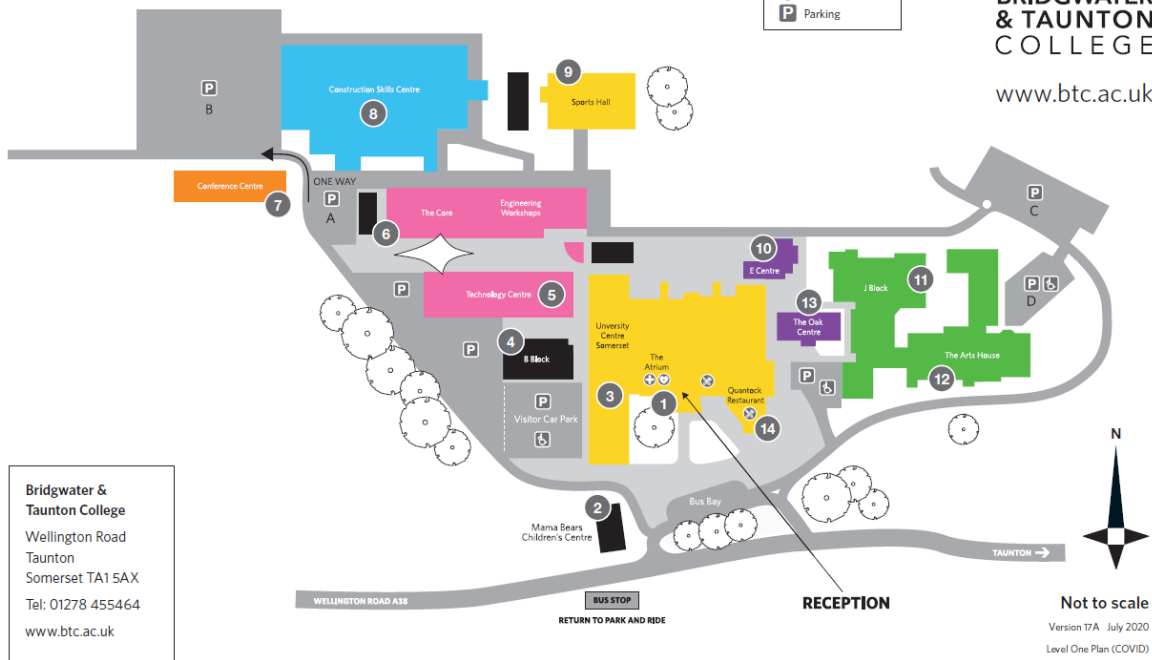 P Parking
BRIDGWATER
& TAUNTON
COLLEGE
www.btc.ac.uk
9
Sports Hall
P
B
Construction Skills Centre
8
Conference Centre
7
ONE WAY
P
A
6
The Core
Engineering
Workshops
P
C
10
E Centre
11
J Block
P
D
P
Technology Centre
5
13
The Oak
Centre
4
B Block
P
Unversity
Centre
Somerset
The
Atrium
The Arts House
12
P
3
1
Quantock
Restaurant
14
P
Visitor Car Park
N
Bridgwater &
Taunton College
Wellington Road
Taunton
Somerset TA1 5AX
Tel: 01278 455464
www.btc.ac.uk
2
Mama Bears
Children's Centre
Bus Bay
TAUNTON
WELLINGTON ROAD A38
BUS STOP
RETURN TO PARK AND RIDE
RECEPTION
Not to scale
Version 17A July 2020
Level One Plan (COVID)